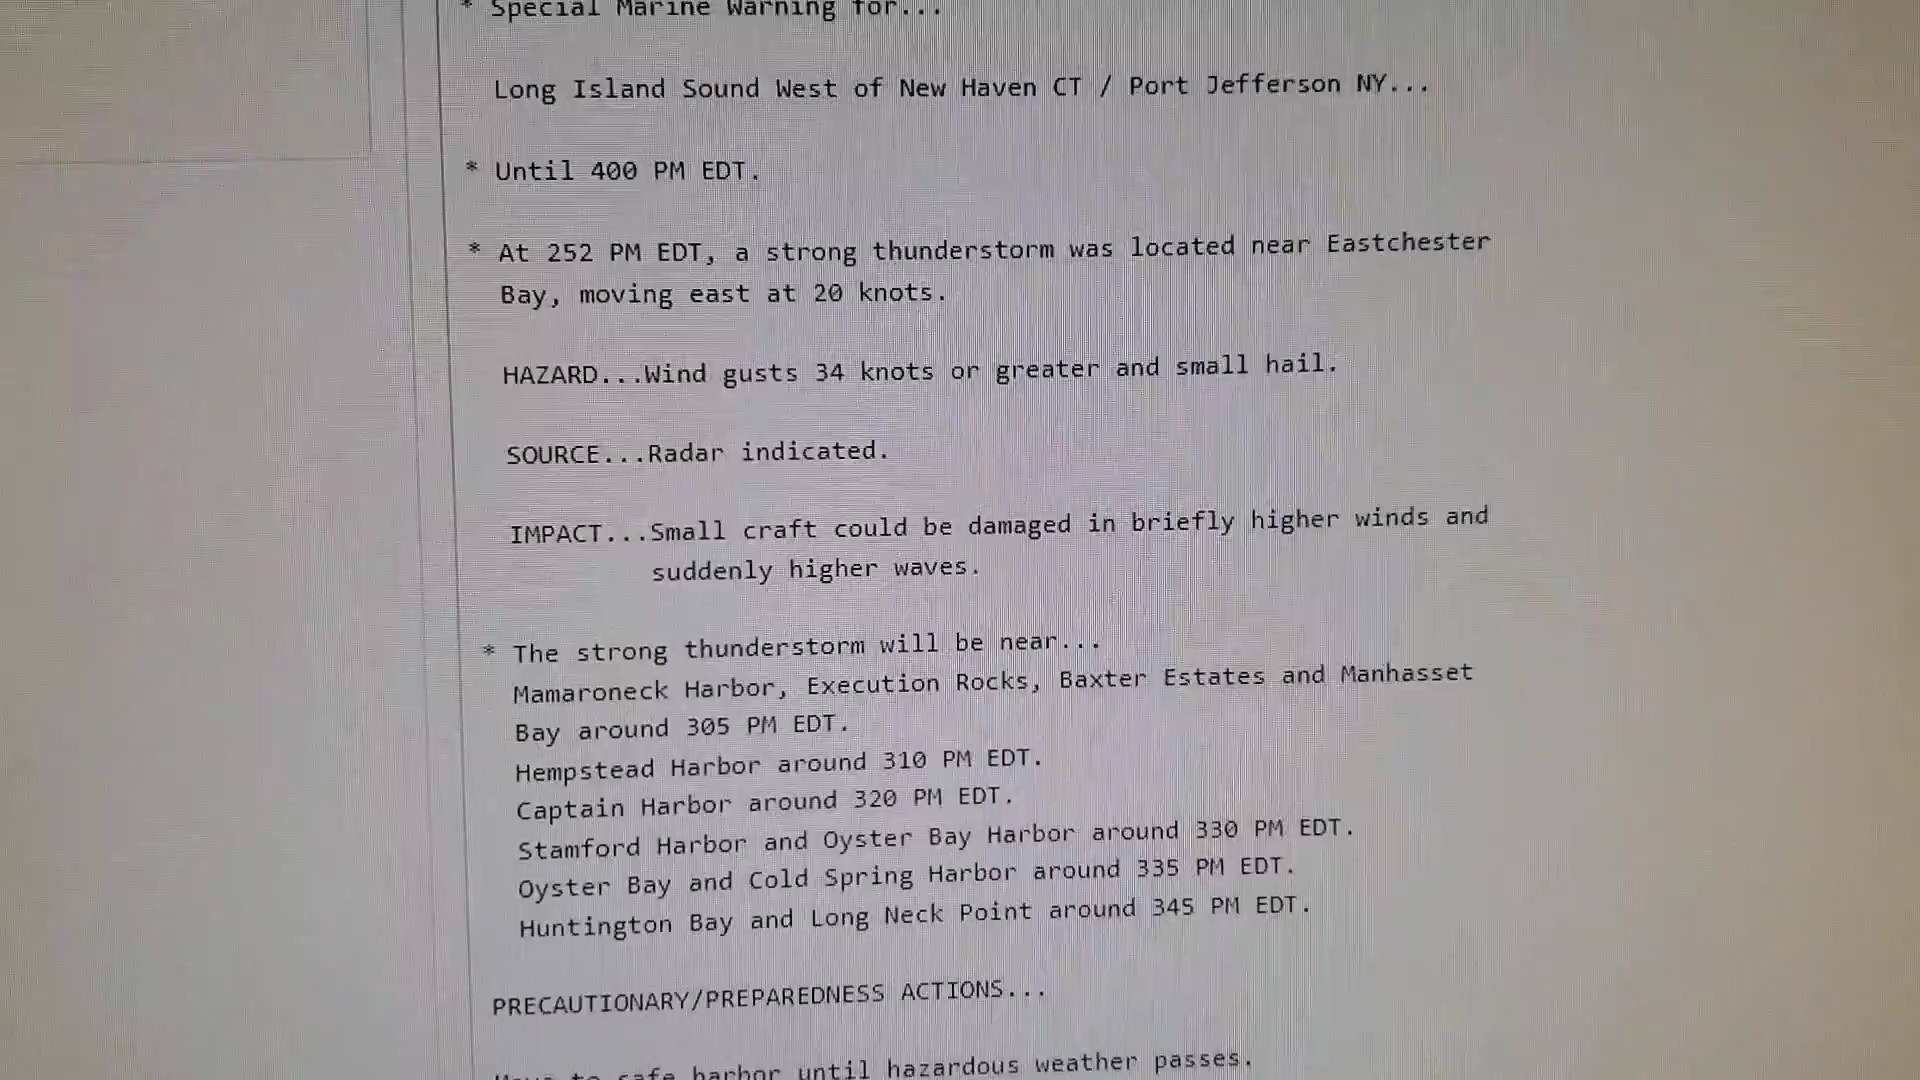 * Special Marine Warning for...
Long Island Sound West of New Haven CT / Port Jefferson NY...
* Until 400 PM EDT.
* At 252 PM EDT, a strong thunderstorm was located near Eastchester
Bay, moving east at 20 knots.
HAZARD...Wind gusts 34 knots or greater and small hail.
SOURCE...Radar indicated.
IMPACT...Small craft could be damaged in briefly higher winds and
suddenly higher waves.
* The strong thunderstorm will be near...
Mamaroneck Harbor, Execution Rocks, Baxter Estates and Manhasset
Bay around 305 PM EDT.
Hempstead Harbor around 310 PM EDT.
Captain Harbor around 320 PM EDT.
Stamford Harbor and Oyster Bay Harbor around 330 PM EDT.
Oyster Bay and Cold Spring Harbor around 335 PM EDT.
Huntington Bay and Long Neck Point around 345 PM EDT.
PRECAUTIONARY/PREPAREDNESS ACTIONS...
Move to safe harbor until hazardous weather passes.